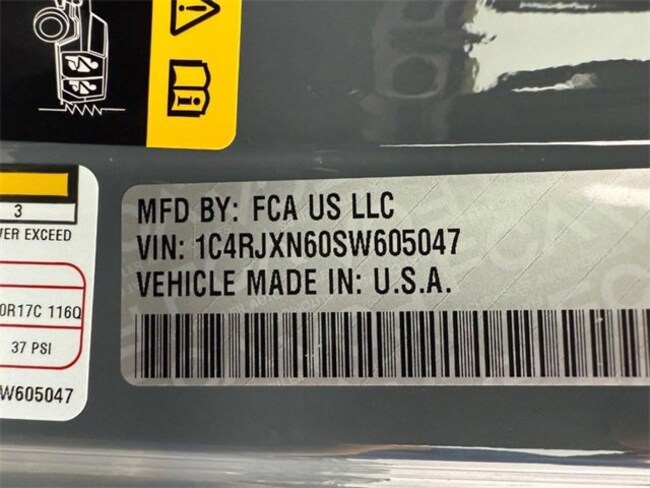 MFD BY: FCA US LLC
VIN: 1C4RJXN60SW605047
VEHICLE MADE IN: U.S.A.
3
VER EXCEED
0R17C 116Q
37 PSI
W605047